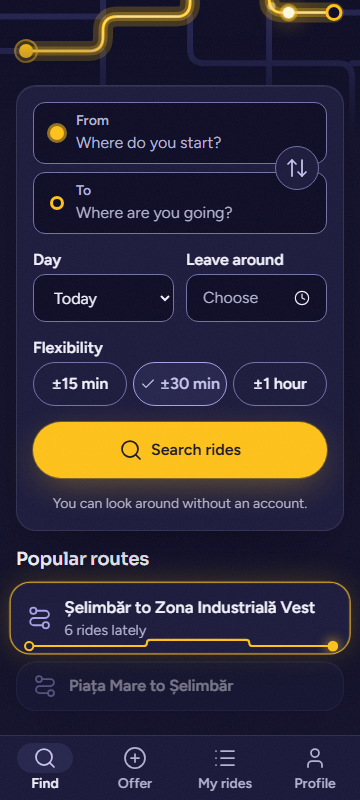 From
Where do you start?
To
Where are you going?
Day
Leave around
Today
Choose
Flexibility
±15 min
±30 min
±1 hour
Search rides
You can look around without an account.
Popular routes
Șelimbăr to Zona Industrială Vest
6 rides lately
Piața Mare to Șelimbăr
Find
Offer
My rides
Profile